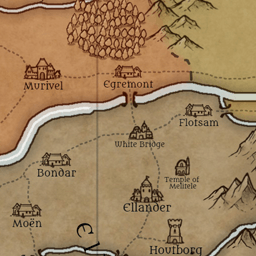 Murivel
Egremont
Flotsam
White Bridge
Bondar
Temple of
Melitele
Ellander
Moën
Houtborg